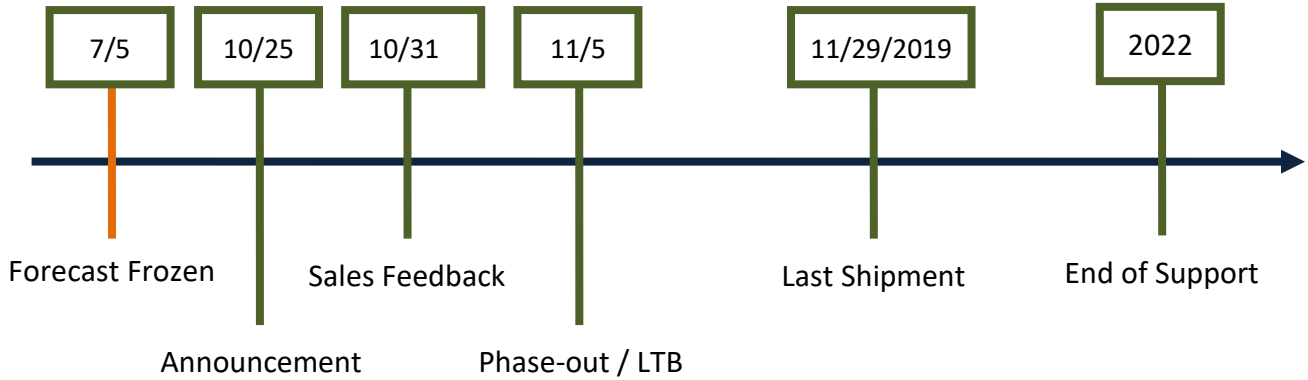 7/5
10/25
10/31
11/5
11/29/2019
2022
Forecast Frozen
Sales Feedback
Last Shipment
End of Support
Announcement
Phase-out / LTB